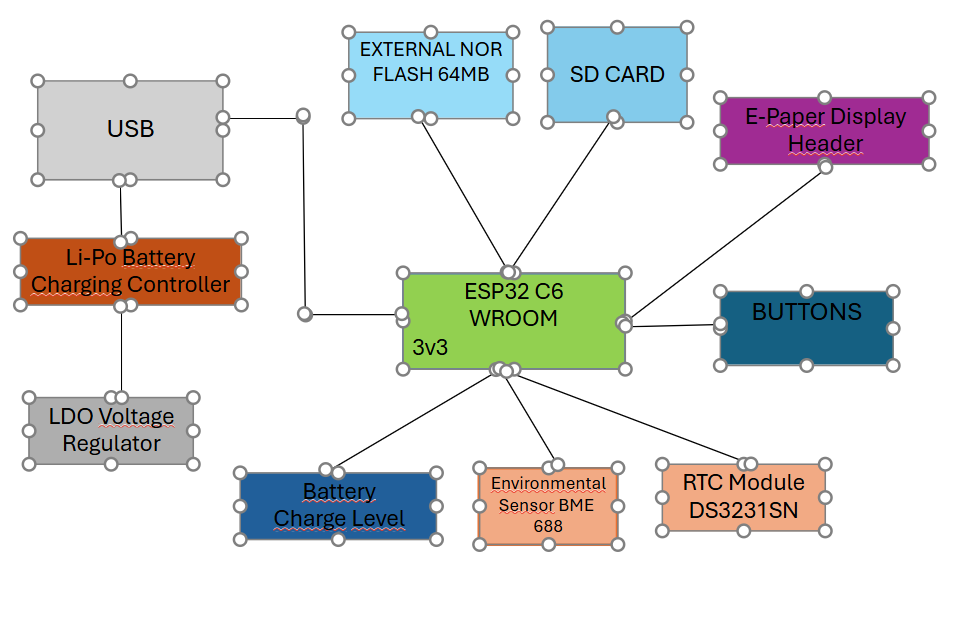 EXTERNAL NOR
FLASH 64MB
SD CARD
USB
E-Paper Display
Header
Li-Po Battery
Charging Controller
ESP32 C6
WROOM
3v3
BUTTONS
LDO Voltage
Regulator
Battery
Charge Level
Environmental
Sensor BME
688
RTC Module
DS3231SN